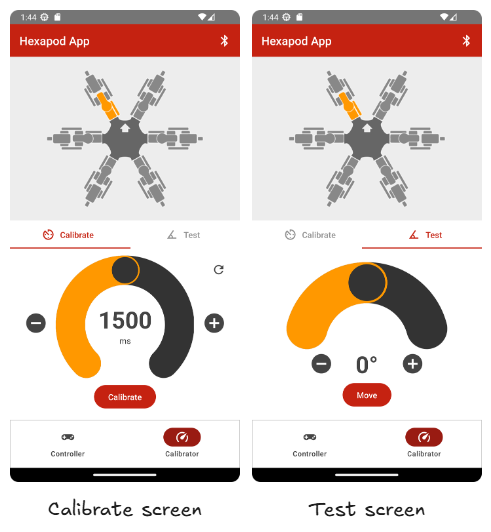 1:44
Hexapod App
Calibrate
Test
1500
ms
Calibrate
Controller
Calibrator
Calibrate screen
1:44
Hexapod App
Calibrate
Test
0°
Move
Controller
Calibrator
Test screen